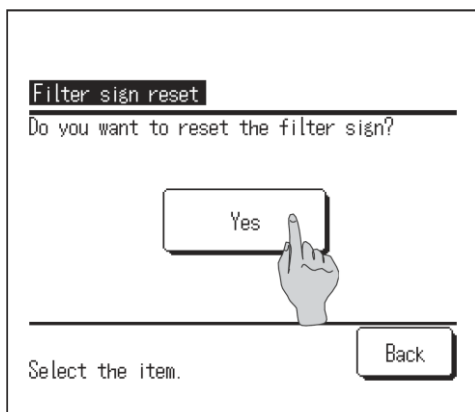 Filter sign reset
Do you want to reset the filter sign?
Yes
Back
Select the item.